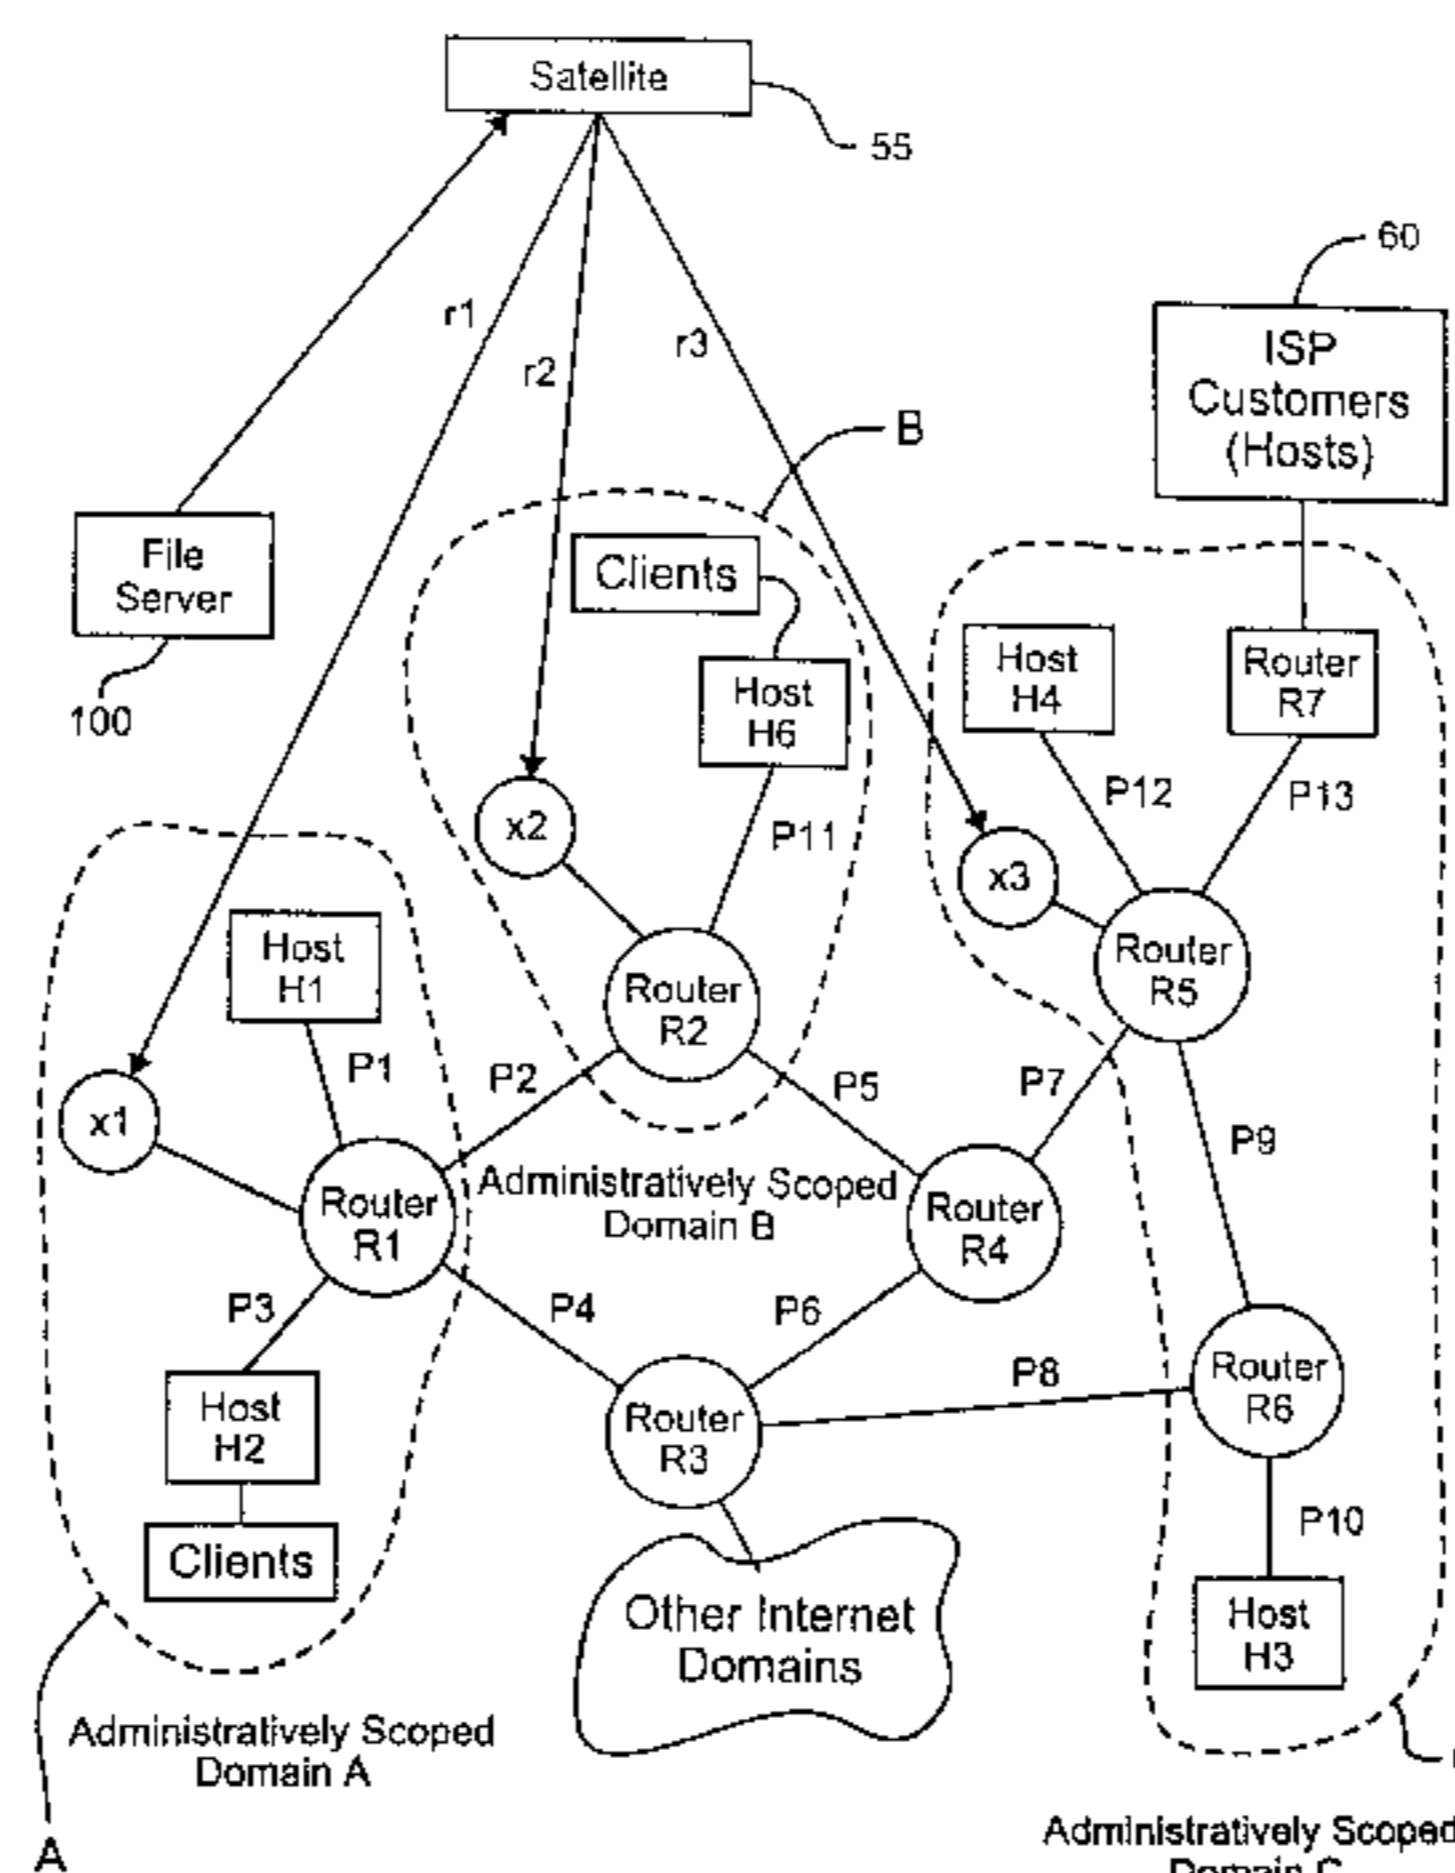 Satellite
55
60
r1
r2
r3
ISP
Customers
(Hosts)
B
File
Server
100
Clients
Host
H6
Host
H4
Router
R7
P12
P13
x2
P11
x3
Host
H1
Router
R2
Router
R5
P1
P2
P5
P7
x1
P9
Router
R1
Administratively Scoped
Domain B
Router
R4
P3
P4
P6
P8
Router
R6
Host
H2
Router
R3
P10
Clients
Other Internet
Domains
Host
H3
Administratively Scoped
Domain A
A
Administratively Scoped
Domain C